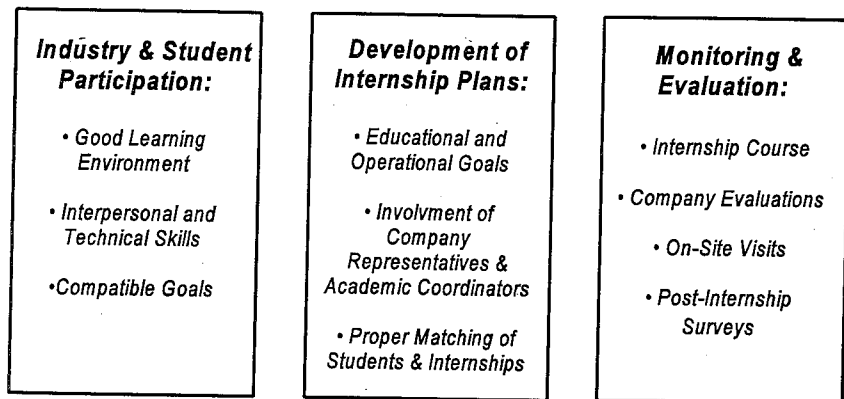 Industry & Student
Participation:
• Good Learning
Environment
• Interpersonal and
Technical Skills
•Compatible Goals
Development of
Internship Plans:
• Educational and
Operational Goals
• Involvment of
Company
Representatives &
Academic Coordinators
• Proper Matching of
Students & Internships
Monitoring &
Evaluation:
• Internship Course
• Company Evaluations
• On-Site Visits
• Post-Internship
Surveys